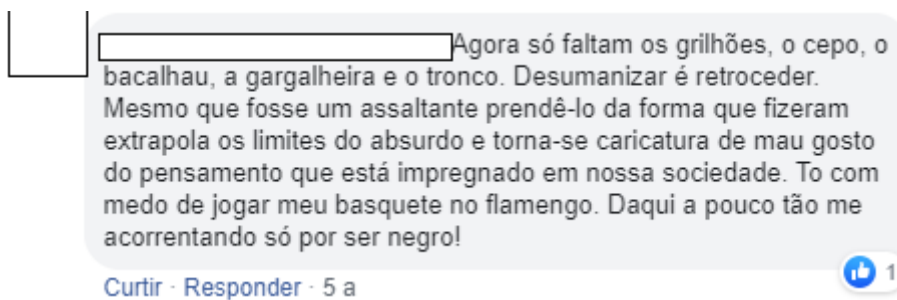 Agora só faltam os grilhões, o cepo, o
bacalhau, a gargalheira e o tronco. Desumanizar é retroceder.
Mesmo que fosse um assaltante prendê-lo da forma que fizeram
extrapola os limites do absurdo e torna-se caricatura de mau gosto
do pensamento que está impregnado em nossa sociedade. To com
medo de jogar meu basquete no flamengo. Daqui a pouco tão me
acorrentando só por ser negro!
1
Curtir · Responder · 5 a